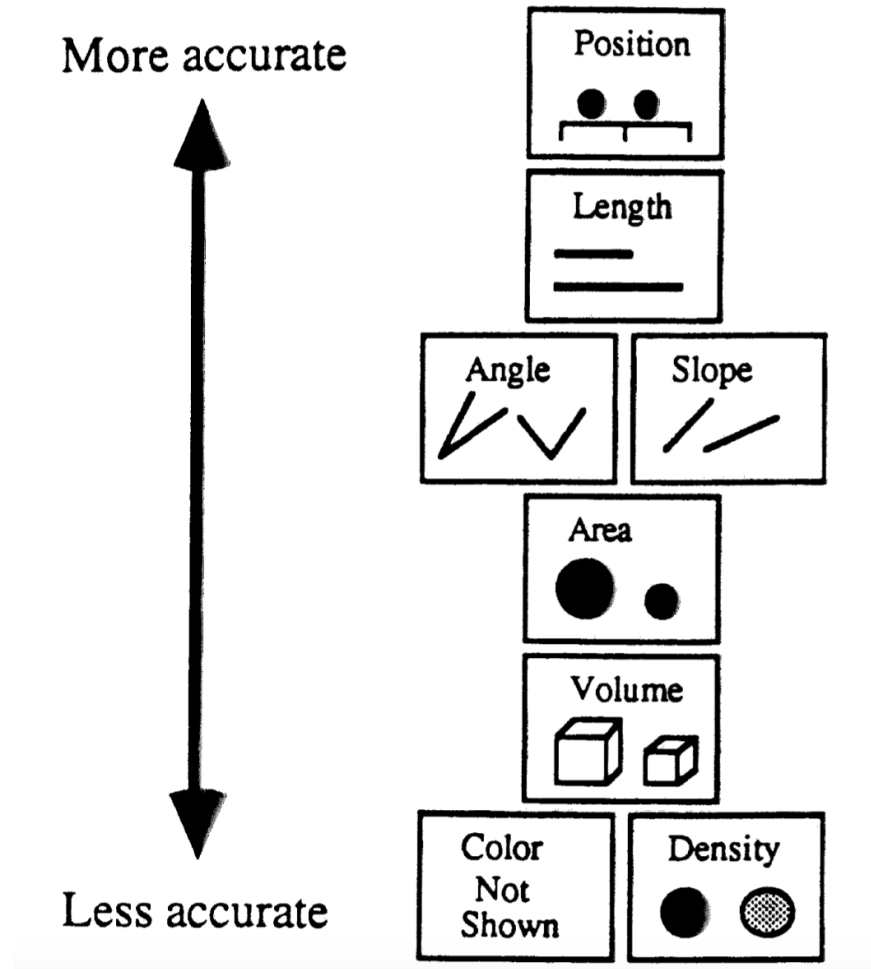 More accurate
Position
Length
Angle
Slope
Area
Volume
Color
Not
Shown
Density
Less accurate